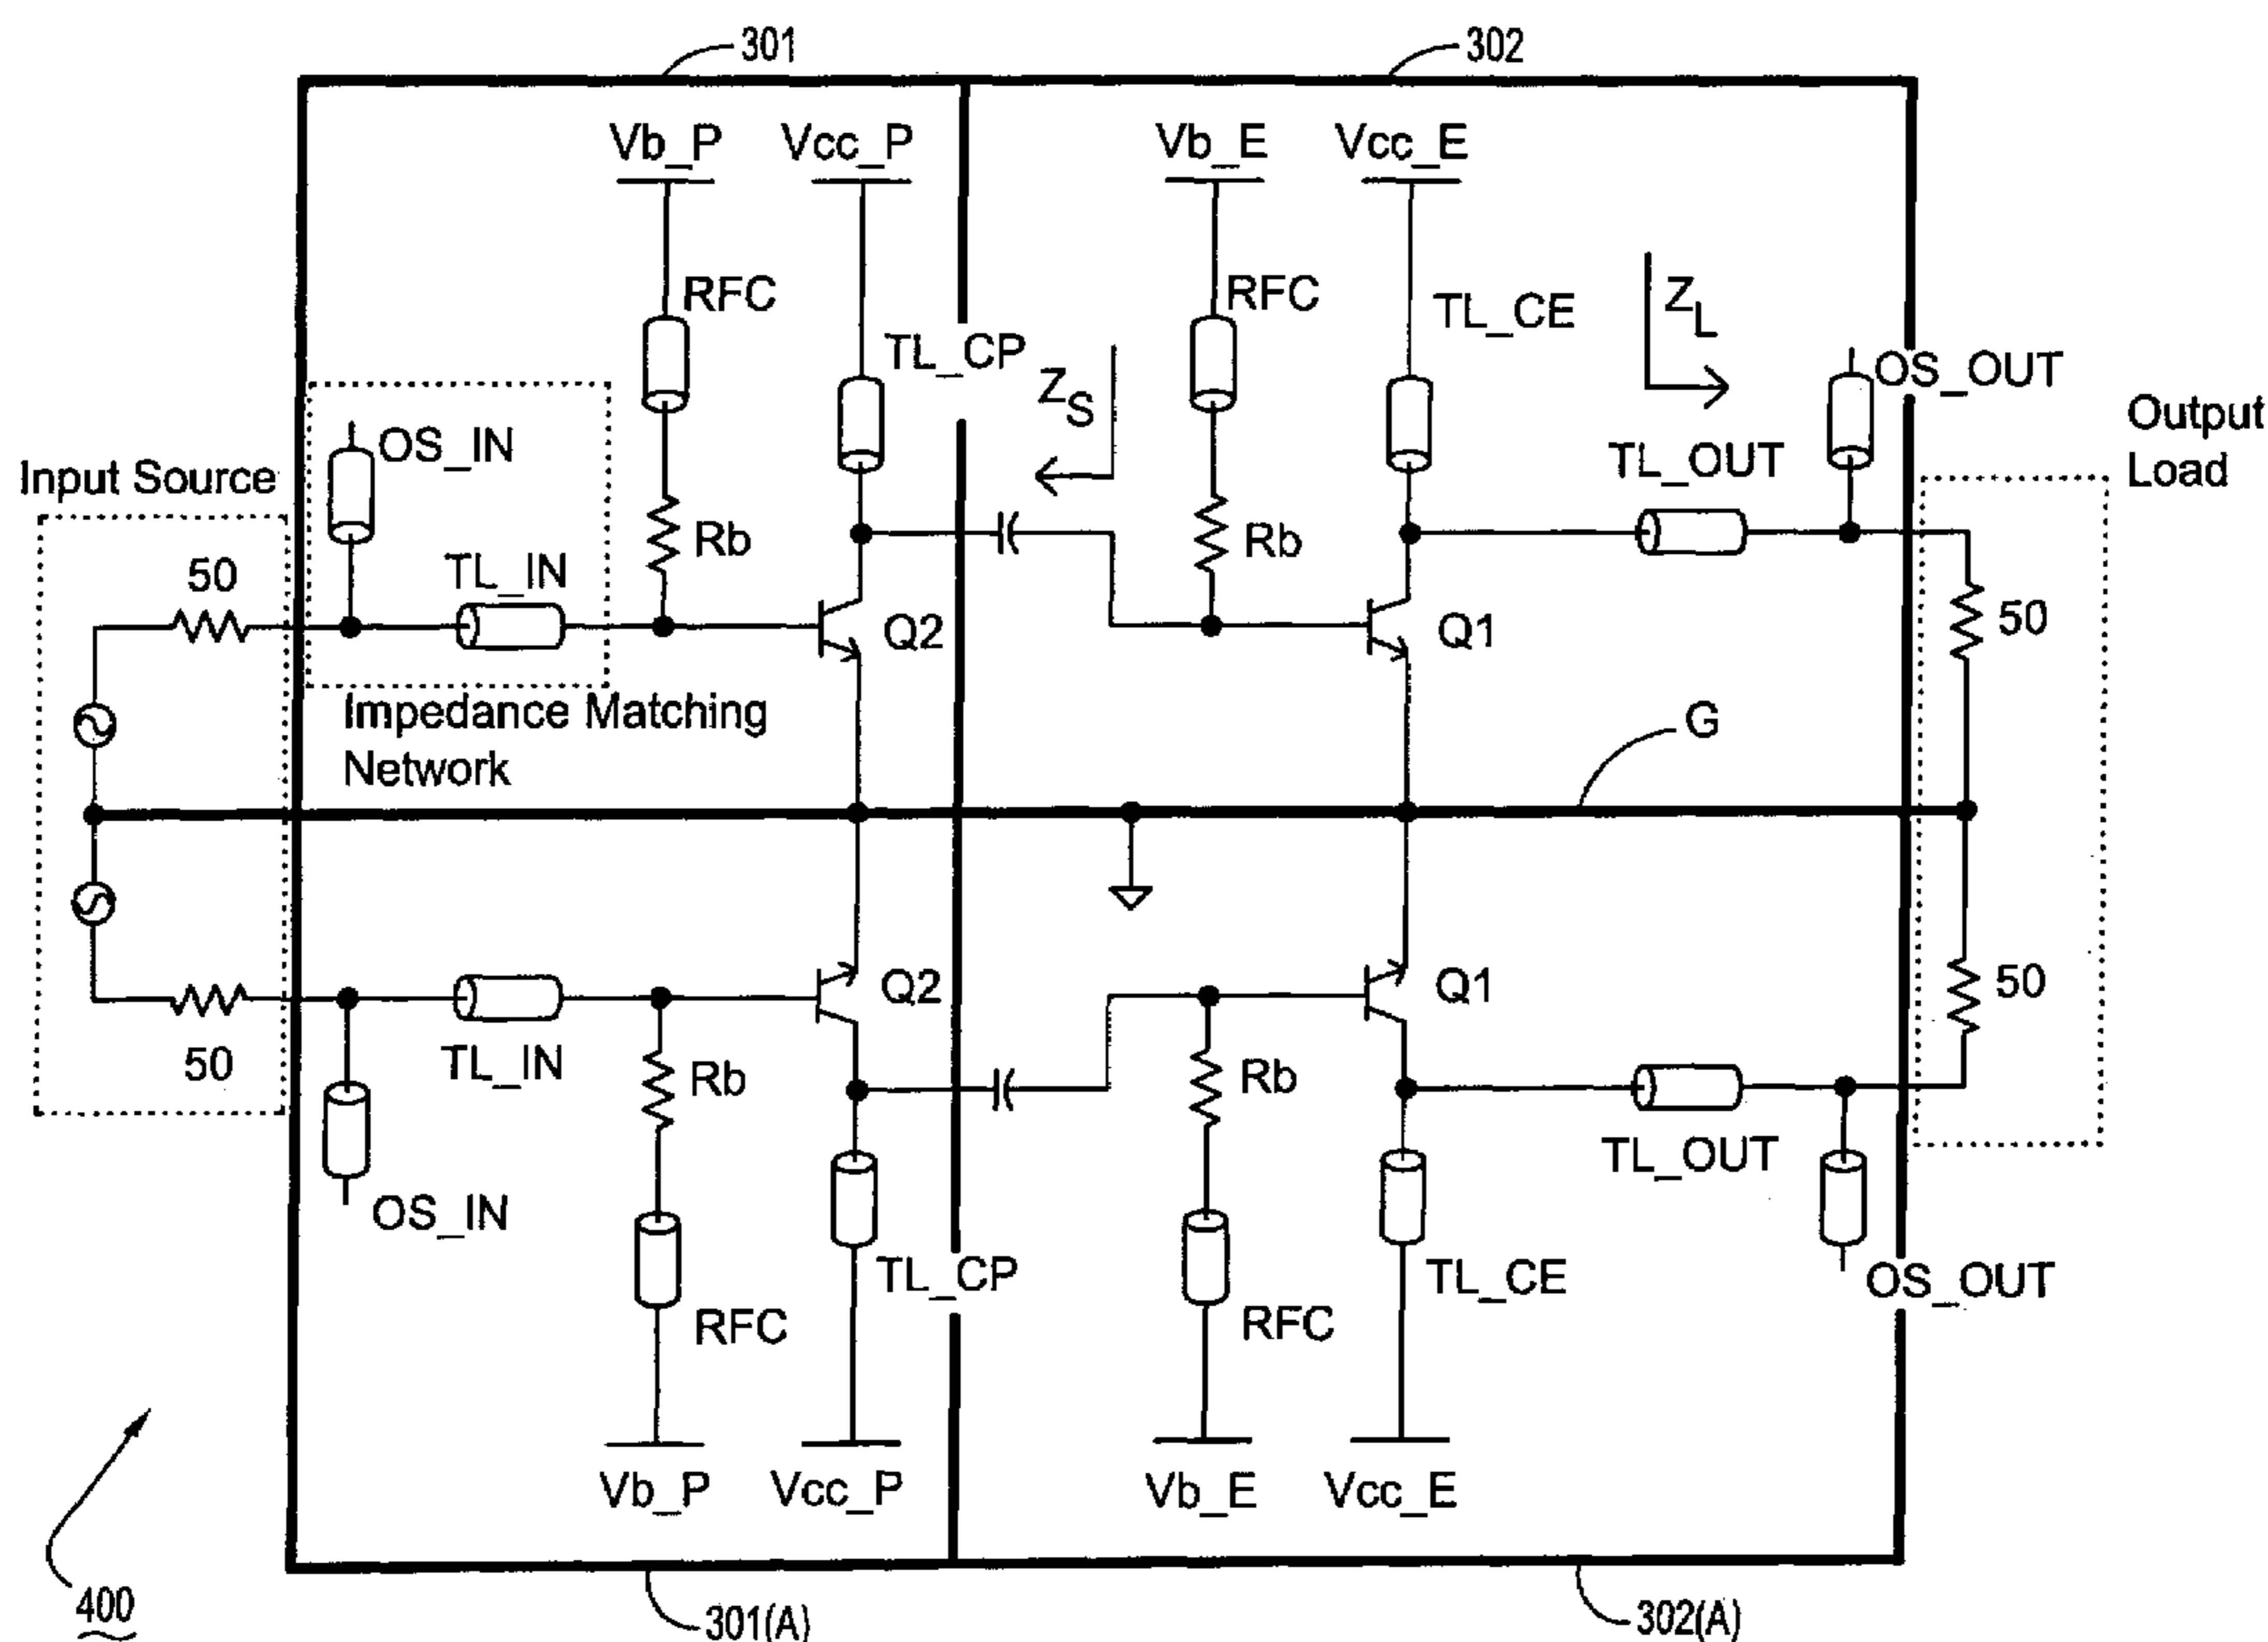 301
302
Vb_P
Vcc_P
Vb_E
Vcc_E
RFC
RFC
TL_CE
ZL
TL_CP
OS_OUT
ZS
Output
Load
OS_IN
TL_OUT
Input Source
Rb
Rb
50
TL_IN
50
Q2
Q1
Impedance Matching
Network
G
Q2
Q1
50
50
TL_IN
Rb
Rb
TL_OUT
OS_IN
TL_CP
TL_CE
OS_OUT
RFC
RFC
Vb_P
Vcc_P
Vb_E
Vcc_E
400
301(A)
302(A)